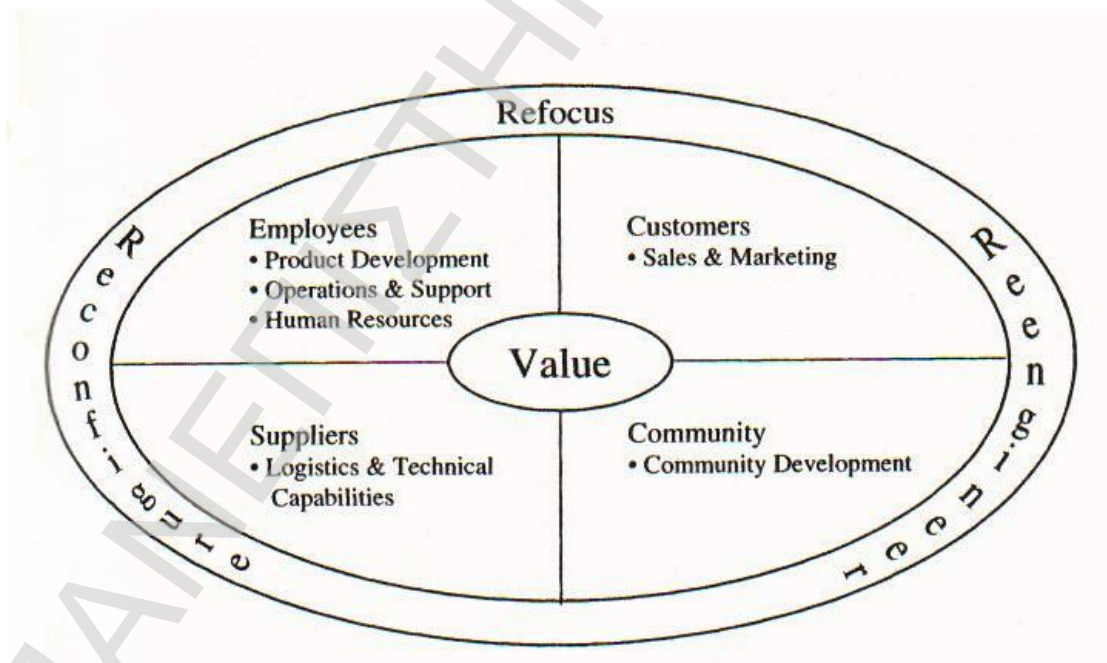 Refocus
Reconfigure
Reengineer
Employees
• Product Development
• Operations & Support
• Human Resources
Customers
• Sales & Marketing
Value
Suppliers
• Logistics & Technical
Capabilities
Community
• Community Development
ΑΝΕΠΙΣΤΗ